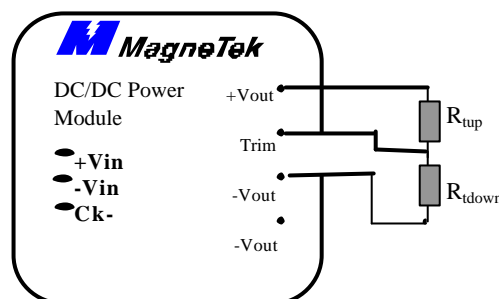 MagneTek
DC/DC Power
Module
+Vin
-Vin
Ck-
+Vout
Trim
-Vout
-Vout
Rtup
Rtdown